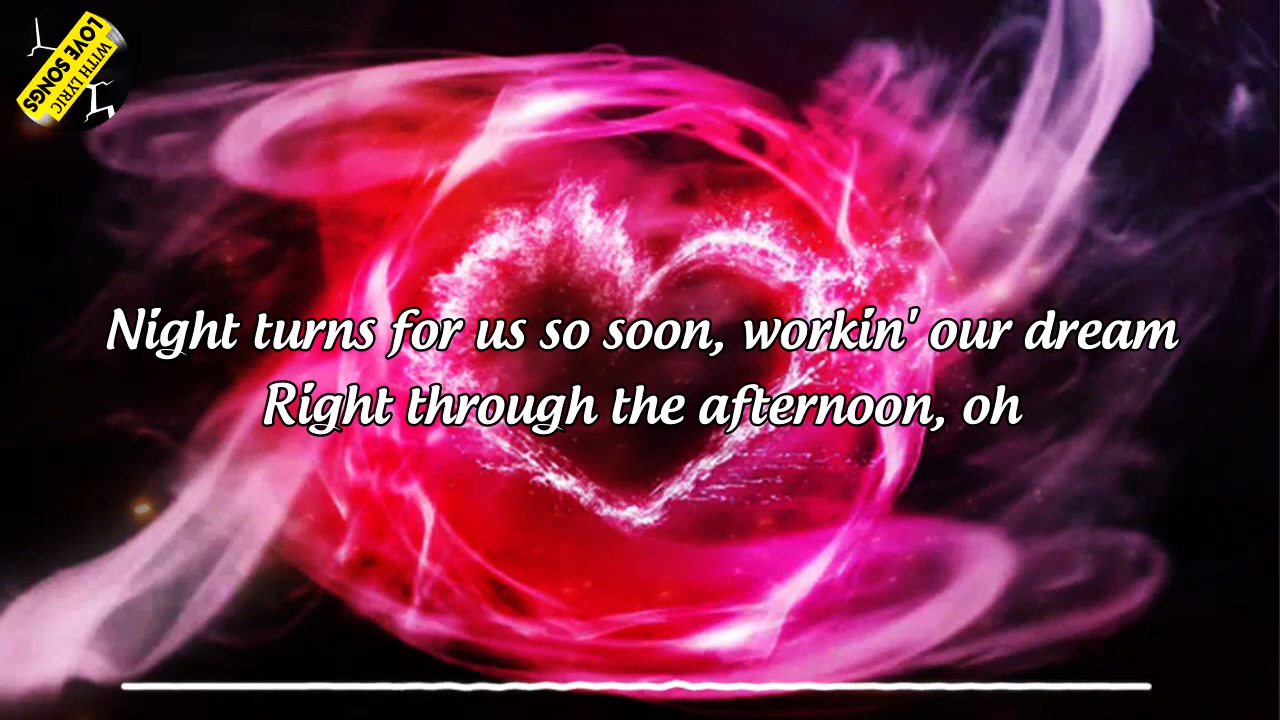 LOVE SONGS
WITH LYRIC
Night turns for us so soon, workin' our dream
Right through the afternoon, oh